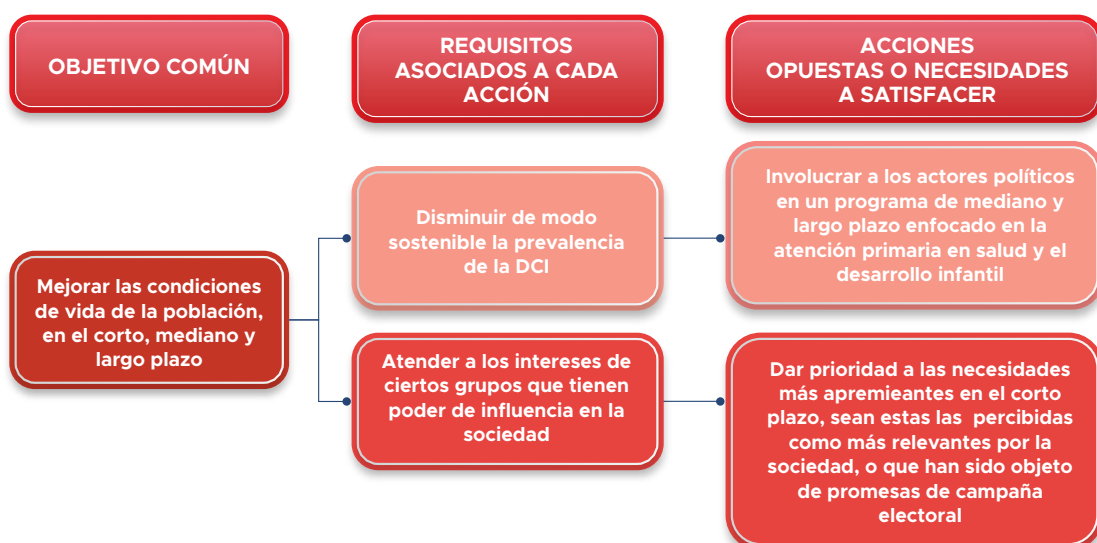 OBJETIVO COMÚN
REQUISITOS
ASOCIADOS A CADA
ACCIÓN
ACCIONES
OPUESTAS O NECESIDADES
A SATISFACER
Mejorar las condiciones
de vida de la población,
en el corto, mediano y
largo plazo
Disminuir de modo
sostenible la prevalencia
de la DCI
Involucrar a los actores políticos
en un programa de mediano y
largo plazo enfocado en la
atención primaria en salud y el
desarrollo infantil
Atender a los intereses de
ciertos grupos que tienen
poder de influencia en la
sociedad
Dar prioridad a las necesidades
más apremieantes en el corto
plazo, sean estas las percibidas
como más relevantes por la
sociedad, o que han sido objeto
de promesas de campaña
electoral